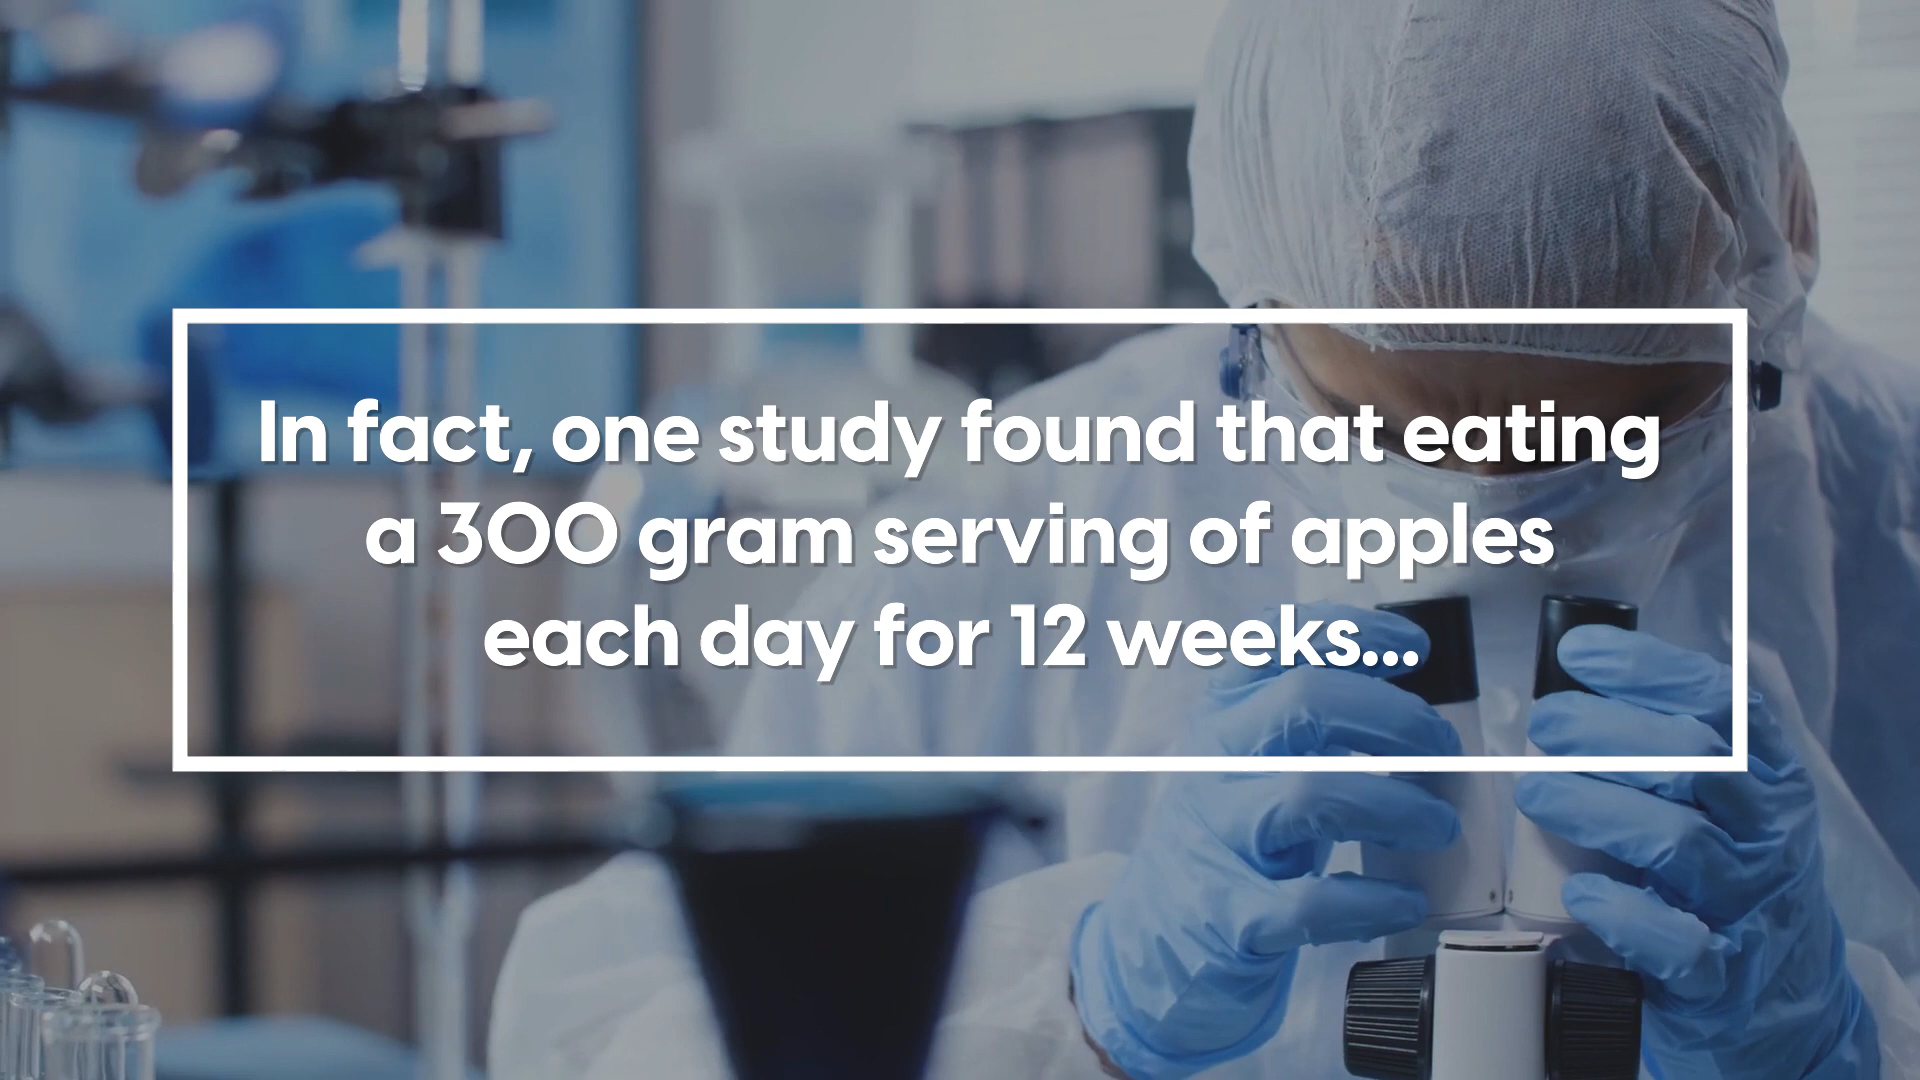 In fact, one study found that eating
a 300 gram serving of apples
each day for 12 weeks...